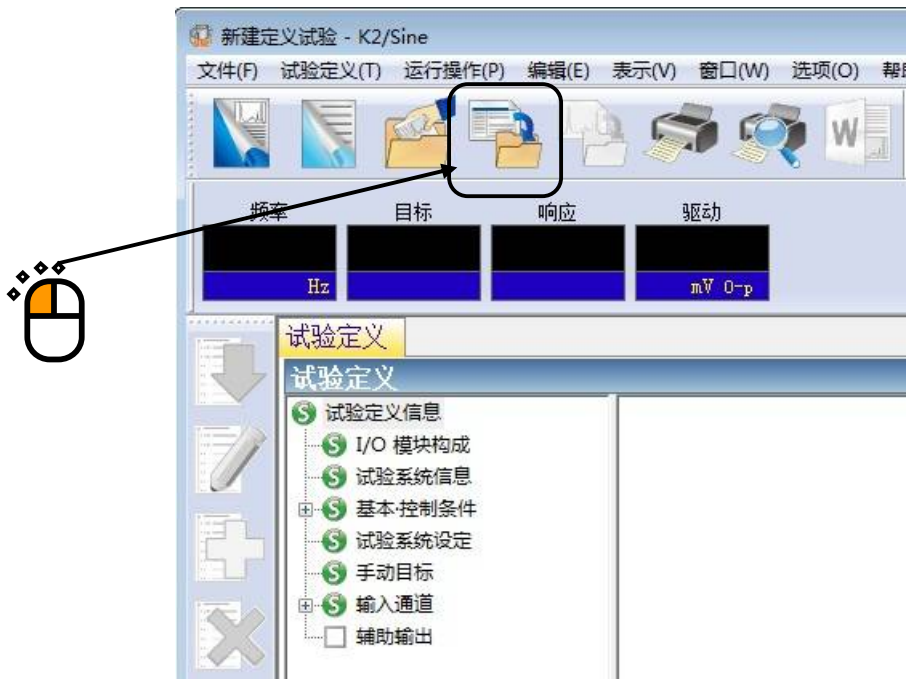 新建定义试验 - K2/Sine
文件(F) 试验定义(T) 运行操作(P) 编辑(E) 表示(V) 窗口(W) 选项(O)
W
频率 目标 响应 驱动
Hz mV 0-p
试验定义
试验定义
S 试验定义信息
S I/O 模块构成
S 试验系统信息
S 基本·控制条件
S 试验系统设定
S 手动目标
S 输入通道
辅助输出